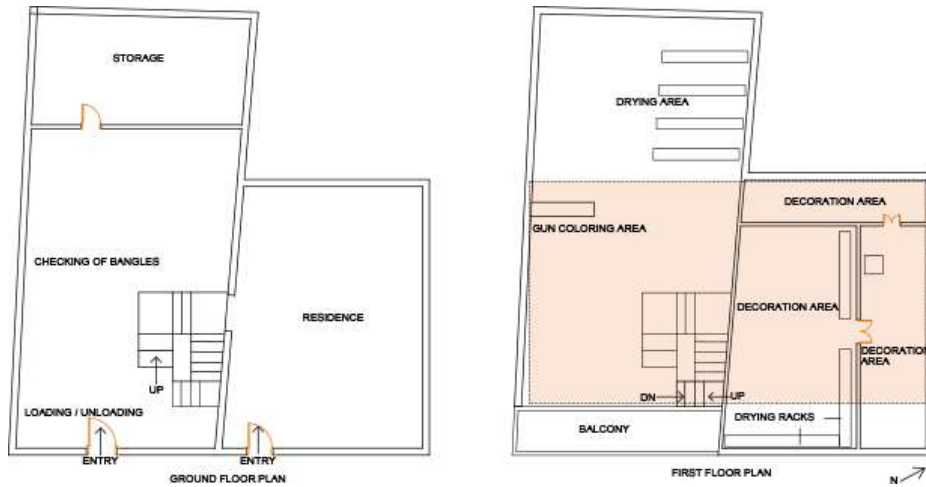 STORAGE
CHECKING OF BANGLES
RESIDENCE
UP
LOADING / UNLOADING
ENTRY
ENTRY
GROUND FLOOR PLAN
DRYING AREA
DECORATION AREA
GUN COLORING AREA
DECORATION AREA
DECORATION
AREA
DN
UP
DRYING RACKS
BALCONY
FIRST FLOOR PLAN
N